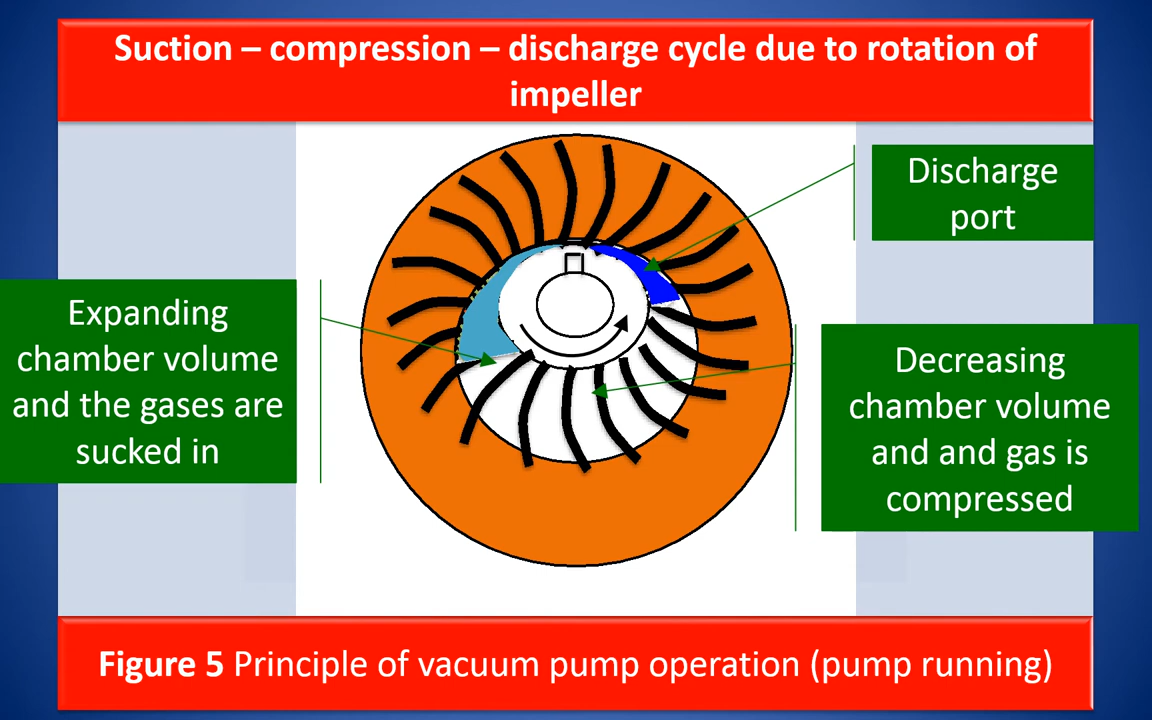 Suction – compression – discharge cycle due to rotation of
impeller
Discharge
port
Expanding
chamber volume
and the gases are
sucked in
Decreasing
chamber volume
and and gas is
compressed
Figure 5 Principle of vacuum pump operation (pump running)